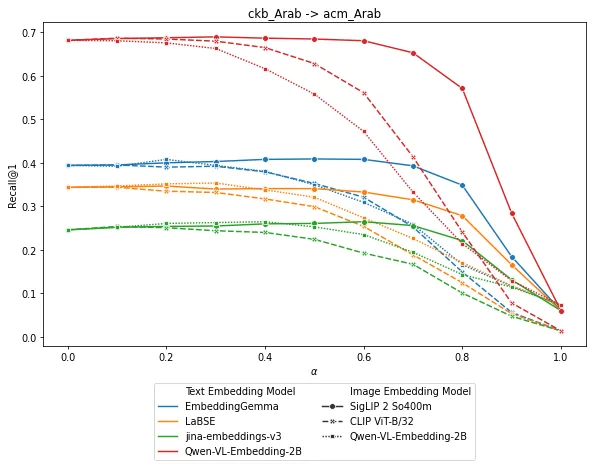 ckb_Arab -> acm_Arab
0.7
0.6
0.5
0.4
0.3
0.2
0.1
0.0
Recall@1
0.0 0.2 0.4 0.6 0.8 1.0
α
Text Embedding Model Image Embedding Model
EmbeddingGemma SigLIP 2 So400m
LaBSE CLIP ViT-B/32
jina-embeddings-v3 Qwen-VL-Embedding-2B
Qwen-VL-Embedding-2B